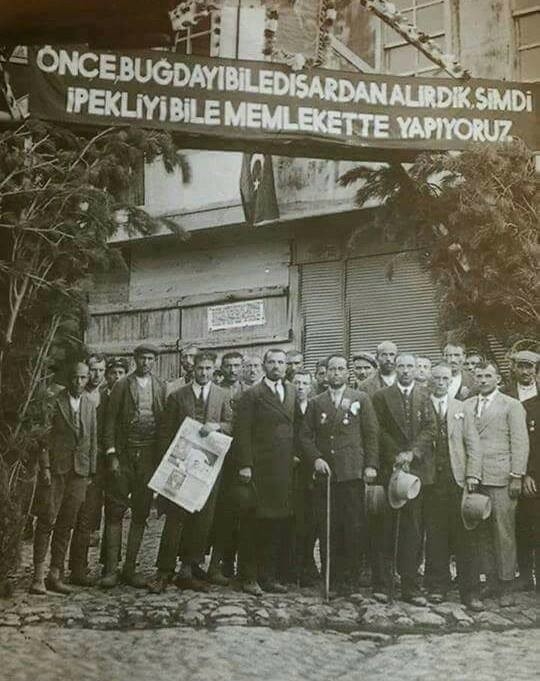 ÖNCE, BUĞDAYI BİLE DIŞARDAN ALIRDIK. ŞİMDİ
İPEKLİYİ BİLE MEMLEKETTE YAPIYORUZ.